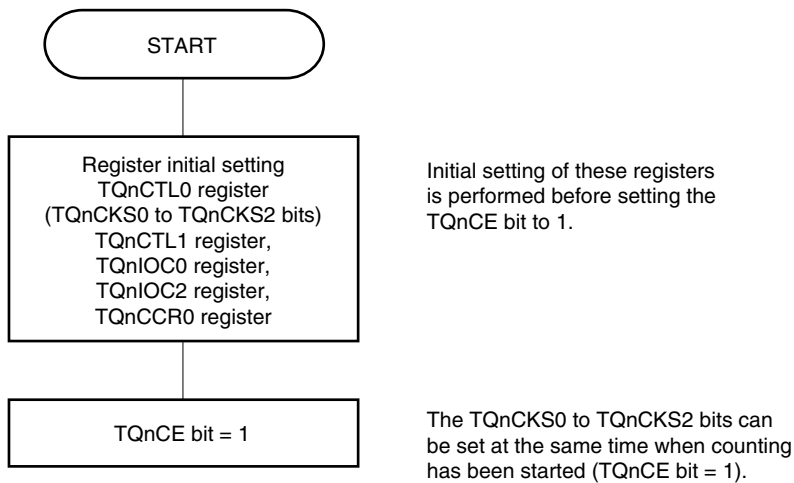 START
Register initial setting
TQnCTL0 register
(TQnCKS0 to TQnCKS2 bits)
TQnCTL1 register,
TQnIOC0 register,
TQnIOC2 register,
TQnCCR0 register
Initial setting of these registers
is performed before setting the
TQnCE bit to 1.
TQnCE bit = 1
The TQnCKS0 to TQnCKS2 bits can
be set at the same time when counting
has been started (TQnCE bit = 1).